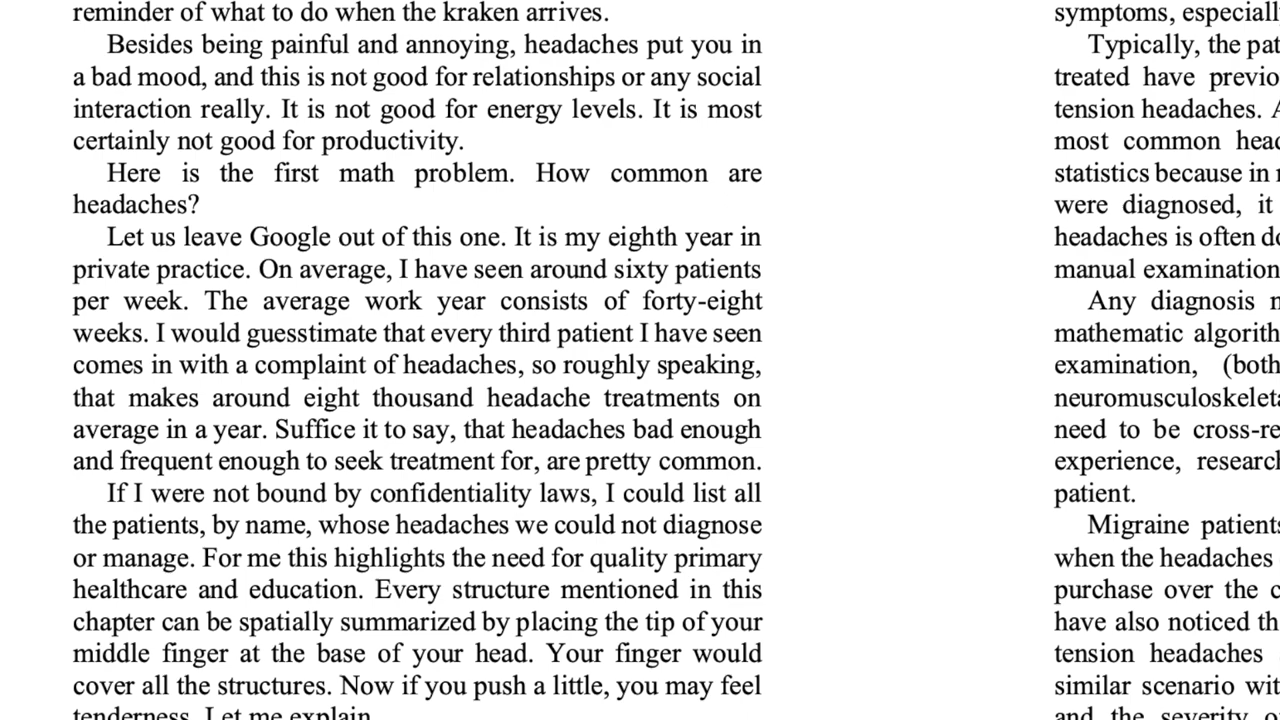 reminder of what to do when the kraken arrives.
Besides being painful and annoying, headaches put you in
a bad mood, and this is not good for relationships or any social
interaction really. It is not good for energy levels. It is most
certainly not good for productivity.
Here is the first math problem. How common are
headaches?
Let us leave Google out of this one. It is my eighth year in
private practice. On average, I have seen around sixty patients
per week. The average work year consists of forty-eight
weeks. I would guesstimate that every third patient I have seen
comes in with a complaint of headaches, so roughly speaking,
that makes around eight thousand headache treatments on
average in a year. Suffice it to say, that headaches bad enough
and frequent enough to seek treatment for, are pretty common.
If I were not bound by confidentiality laws, I could list all
the patients, by name, whose headaches we could not diagnose
or manage. For me this highlights the need for quality primary
healthcare and education. Every structure mentioned in this
chapter can be spatially summarized by placing the tip of your
middle finger at the base of your head. Your finger would
cover all the structures. Now if you push a little, you may feel
tenderness. Let me explain.
symptoms, especiall
Typically, the pat
treated have previo
tension headaches. A
most common head
statistics because in
were diagnosed, it
headaches is often do
manual examination
Any diagnosis
mathematic algorith
examination, (both
neuromusculoskeleta
need to be cross-re
experience, research
patient.
Migraine patients
when the headaches
purchase over the c
have also noticed th
tension headaches
similar scenario wit
and the severity o